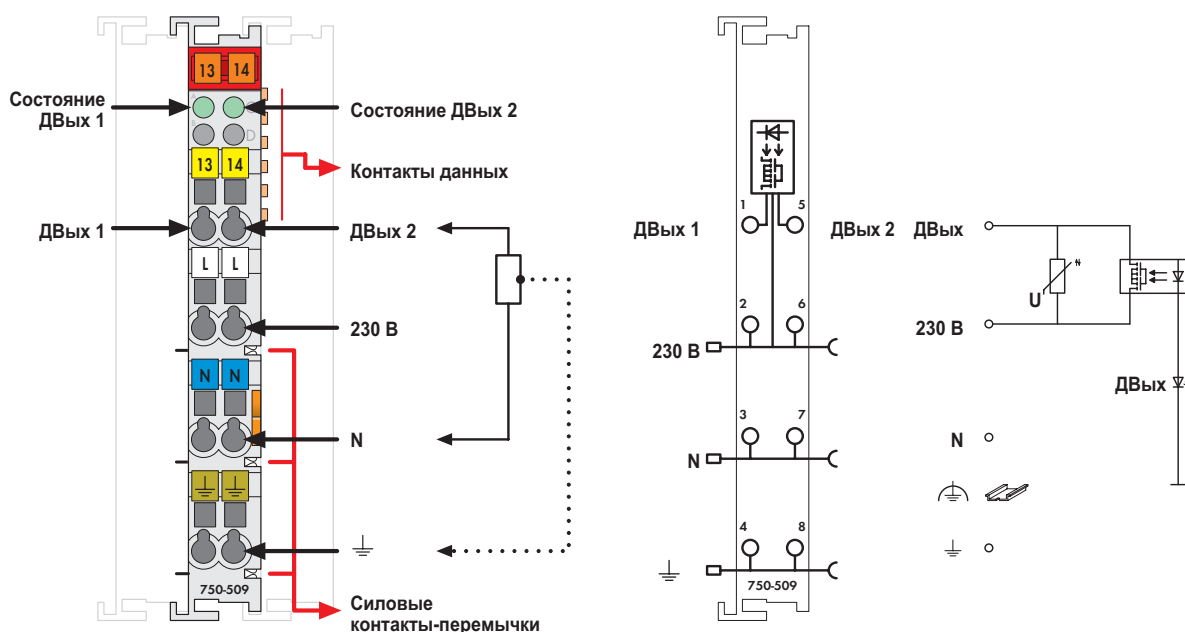 13 14
Состояние
ДВых 1
Состояние ДВых 2
D
13 14
Контакты данных
ДВых 1
ДВых 2
L L
230 В
N N
N
750-509
Силовые
контакты-перемычки
1 5
ДВых 1
ДВых 2
2 6
230 В
3 7
N
4 8
750-509
ДВых
U
230 В
ДВых
N